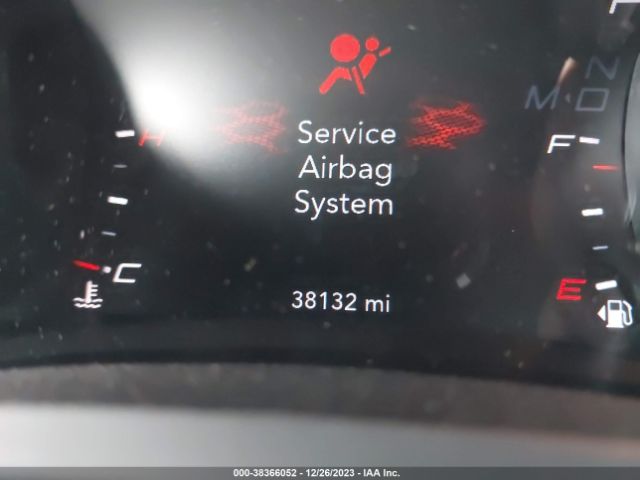 N
M D
H
Service
F
Airbag
System
C
38132 mi
E
000-38366052 - 12/26/2023 - IAA Inc.